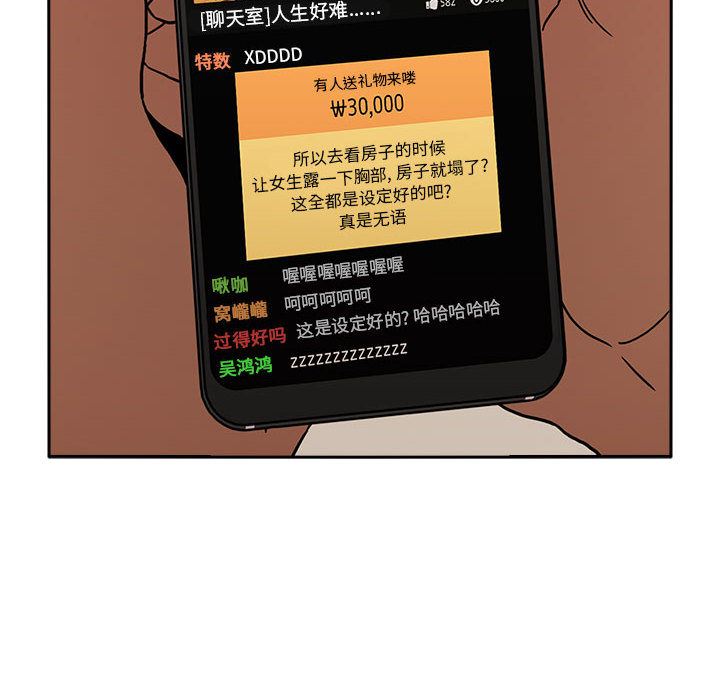 [聊天室]人生好难......
582
特数 XDDDD
有人送礼物来喽
₩30,000
所以去看房子的时候
让女生露一下胸部, 房子就塌了?
这全都是设定好的吧?
真是无语
啾咖 喔喔喔喔喔喔喔
窝巄巄 呵呵呵呵呵
过得好吗 这是设定好的? 哈哈哈哈哈
吴鸿鸿 zzzzzzzzzzzzzz